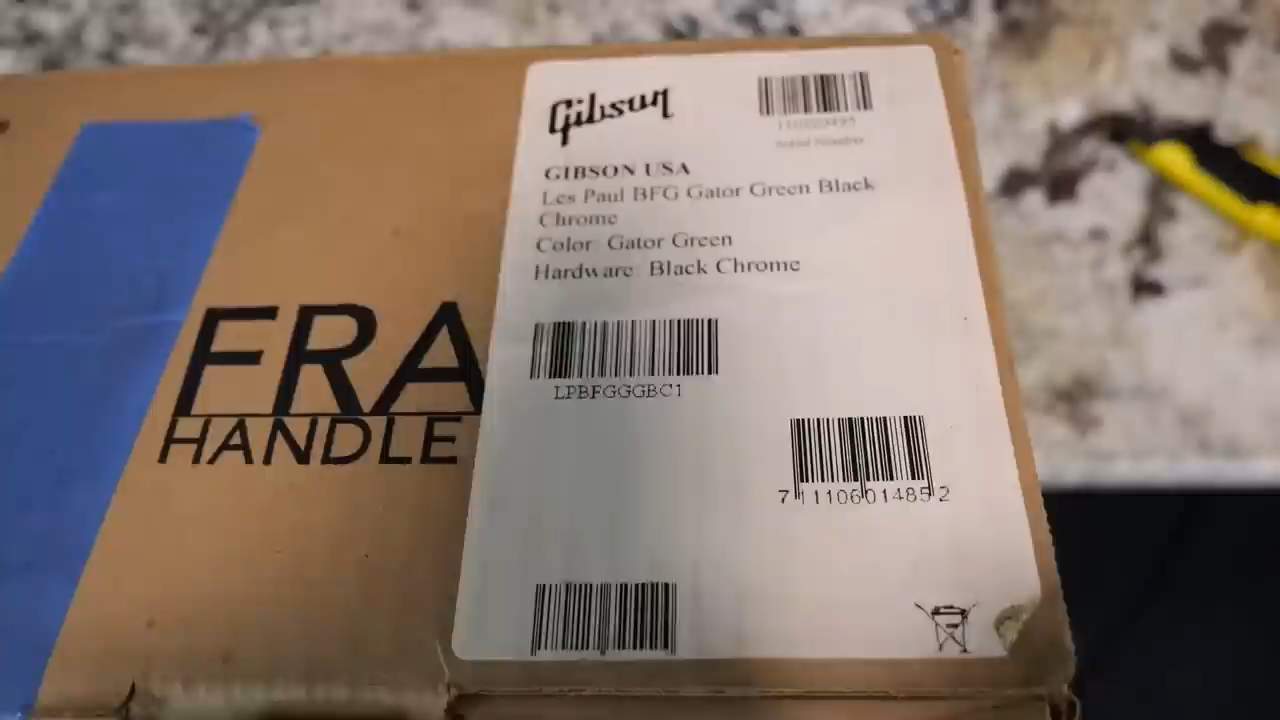 Gibson
GIBSON USA
Les Paul BFG Gator Green Black
Chrome
Color: Gator Green
Hardware: Black Chrome
LPBFGGGBC1
7 11106 01485 2
FRA
HANDLE